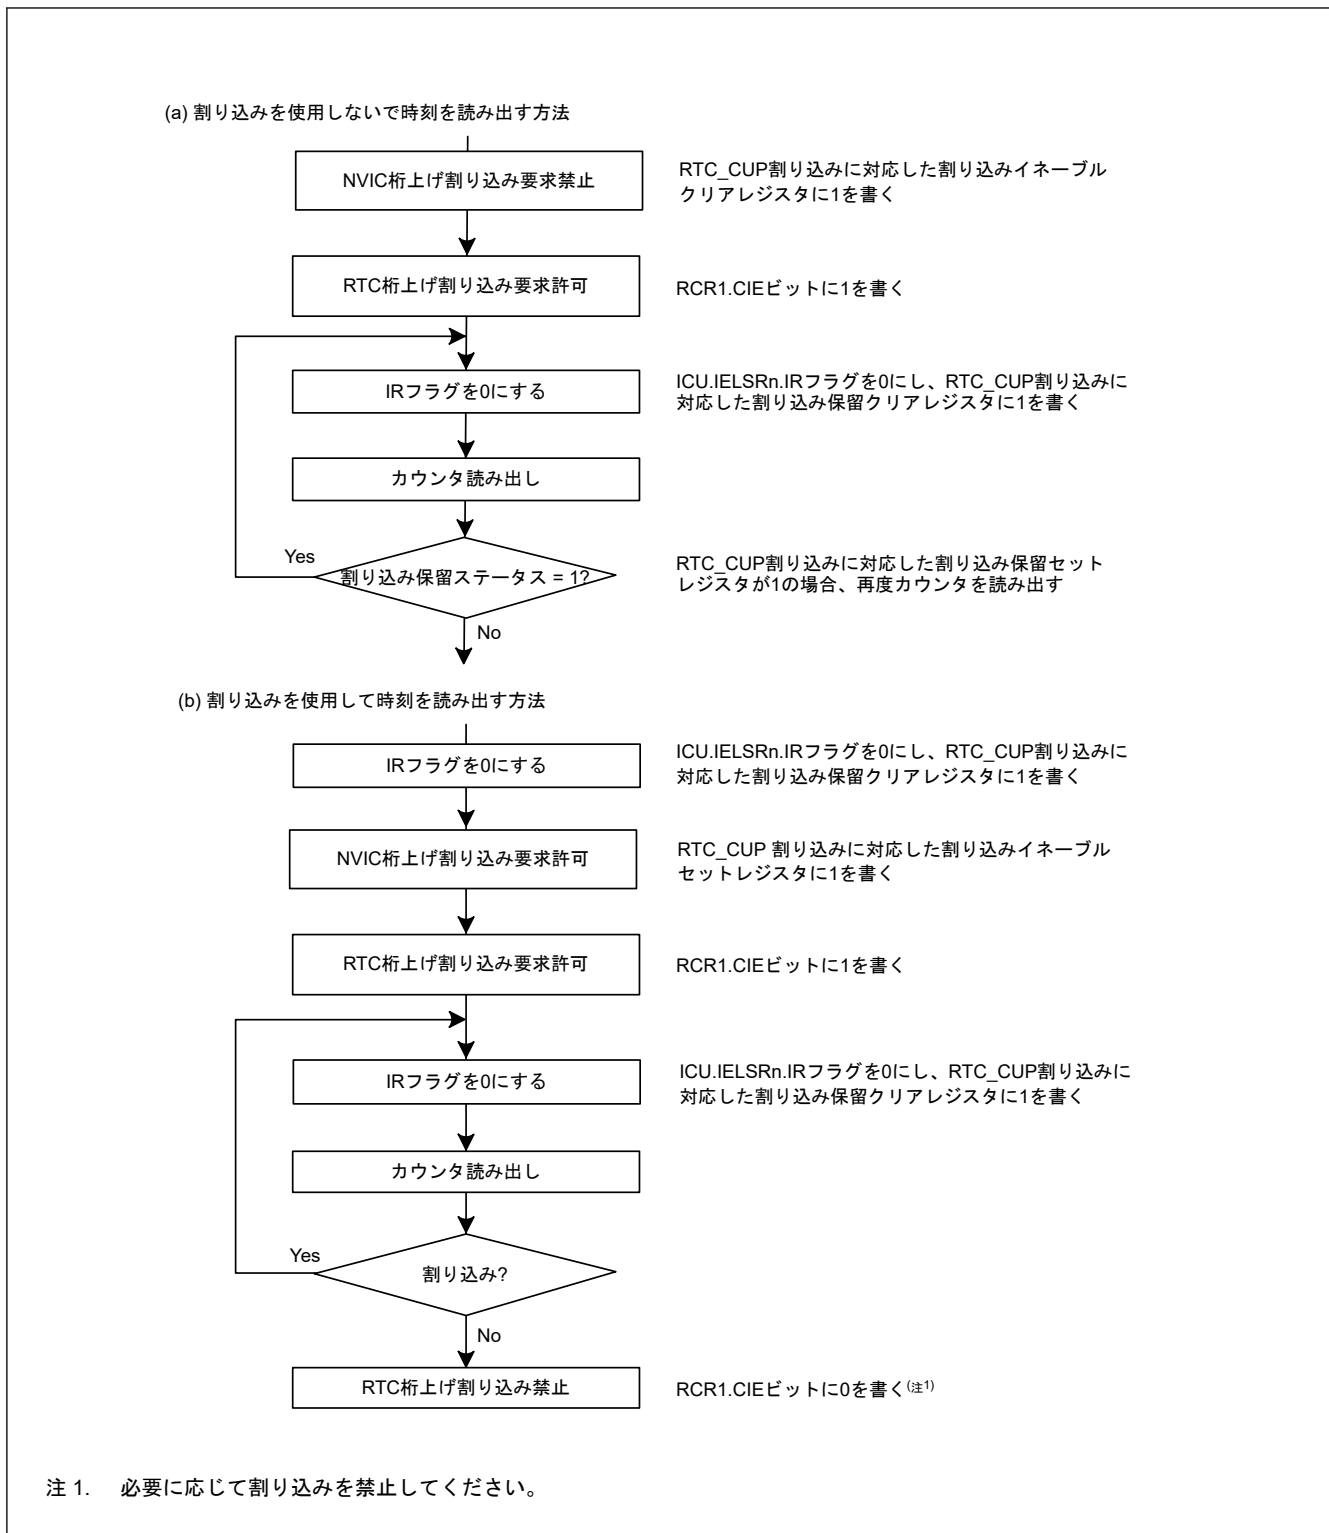 (a) 割り込みを使用しないで時刻を読み出す方法
NVIC桁上げ割り込み要求禁止
RTC_CUP割り込みに対応した割り込みイネーブル
クリアレジスタに1を書く
RTC桁上げ割り込み要求許可
RCR1.CIEビットに1を書く
IRフラグを0にする
ICU.IELSRn.IRフラグを0にし、RTC_CUP割り込みに
対応した割り込み保留クリアレジスタに1を書く
カウンタ読み出し
Yes
割り込み保留ステータス = 1?
RTC_CUP割り込みに対応した割り込み保留セット
レジスタが1の場合、再度カウンタを読み出す
No
(b) 割り込みを使用して時刻を読み出す方法
IRフラグを0にする
ICU.IELSRn.IRフラグを0にし、RTC_CUP割り込みに
対応した割り込み保留クリアレジスタに1を書く
NVIC桁上げ割り込み要求許可
RTC_CUP 割り込みに対応した割り込みイネーブル
セットレジスタに1を書く
RTC桁上げ割り込み要求許可
RCR1.CIEビットに1を書く
IRフラグを0にする
ICU.IELSRn.IRフラグを0にし、RTC_CUP割り込みに
対応した割り込み保留クリアレジスタに1を書く
カウンタ読み出し
Yes
割り込み?
No
RTC桁上げ割り込み禁止
RCR1.CIEビットに0を書く(注1)
注 1. 必要に応じて割り込みを禁止してください。